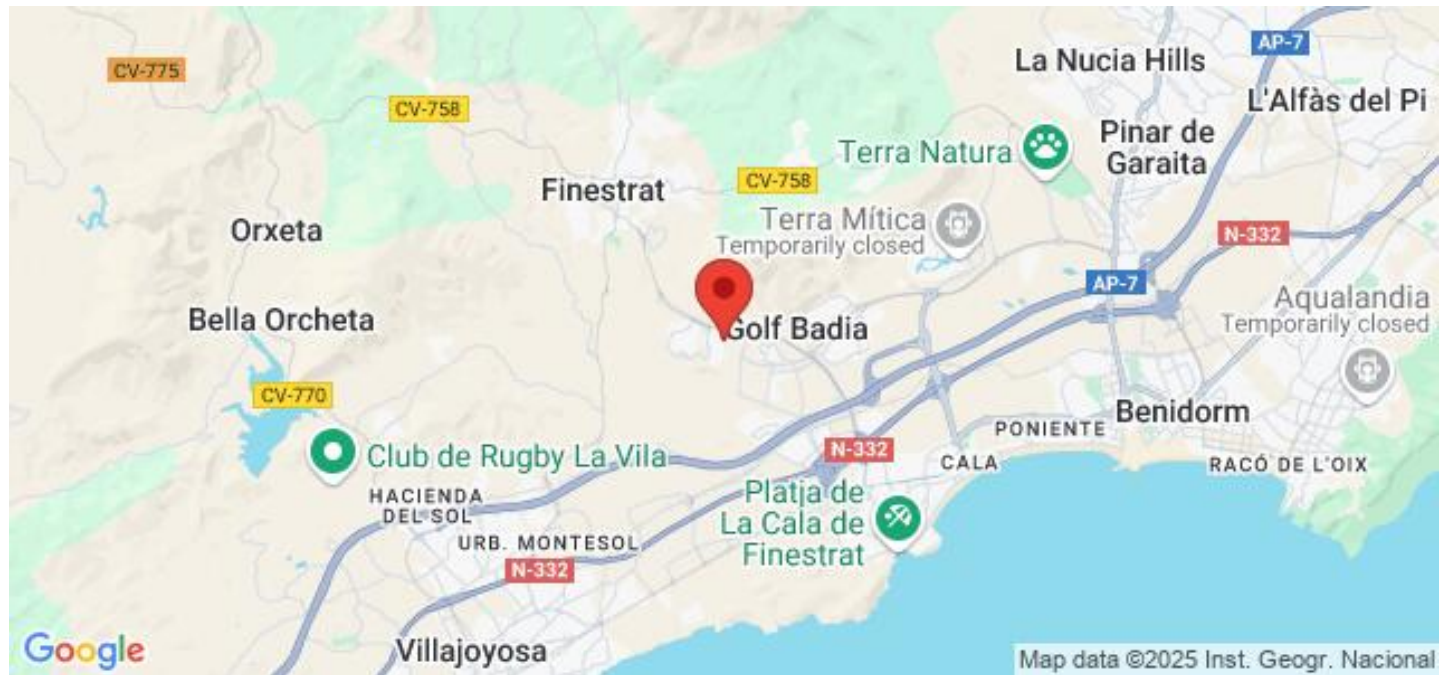 La Nucia Hills
AP-7
CV-775
CV-758
L'Alfàs del Pi
Pinar de
Garaita
Terra Natura
Finestrat
CV-758
Terra Mítica
Temporarily closed
Orxeta
N-332
AP-7
Aqualandia
Temporarily closed
Bella Orcheta
Golf Badia
CV-770
Benidorm
PONIENTE
N-332
CALA
RACÓ DE L'OIX
Club de Rugby La Vila
HACIENDA
DEL SOL
Platja de
La Cala de
Finestrat
URB. MONTESOL
N-332
Villajoyosa
Google
Map data ©2025 Inst. Geogr. Nacional